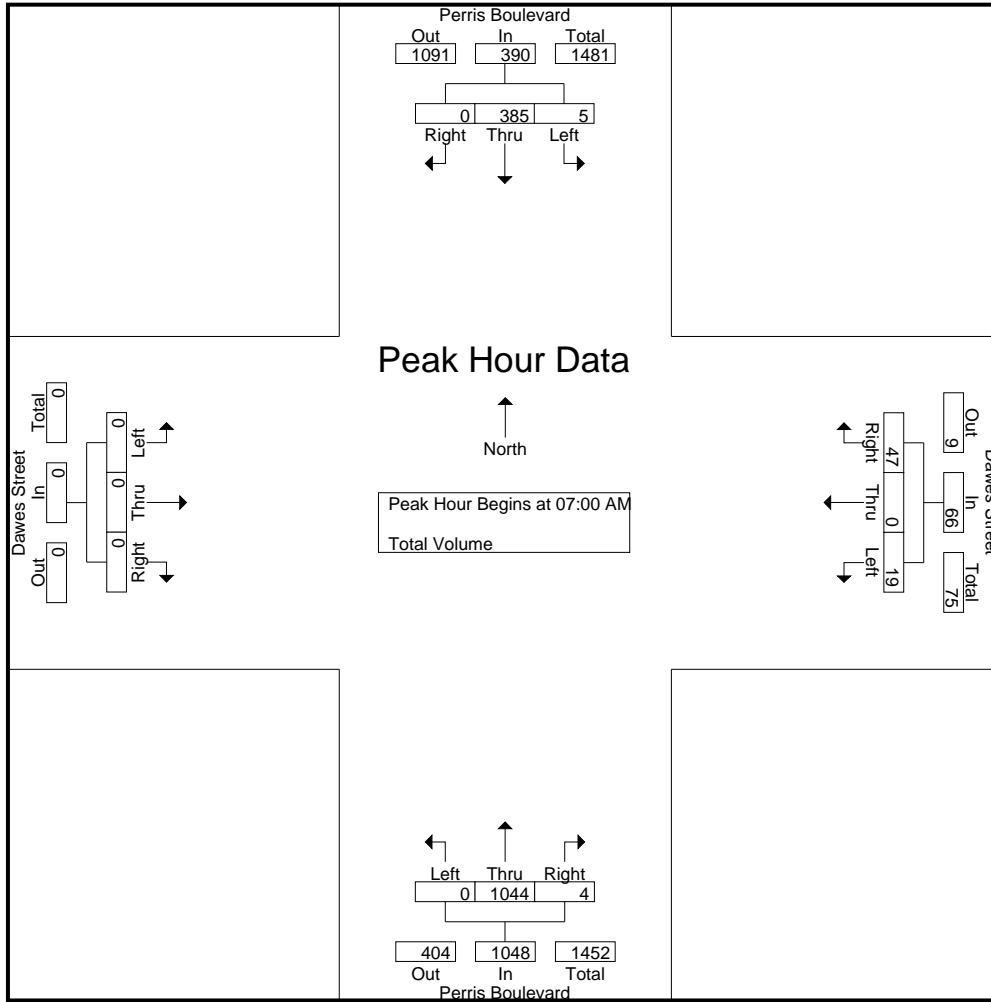 Perris Boulevard
Out In Total
1091 390 1481
0 385 5
Right Thru Left
Peak Hour Data
North
Peak Hour Begins at 07:00 AM
Total Volume
Dawes Street
Total In Out
0 0 0
0 0 0
Left Thru Right
Dawes Street
Out In Total
9 66 75
47 0 19
Right Thru Left
Left Thru Right
0 1044 4
404 1048 1452
Out In Total
Perris Boulevard